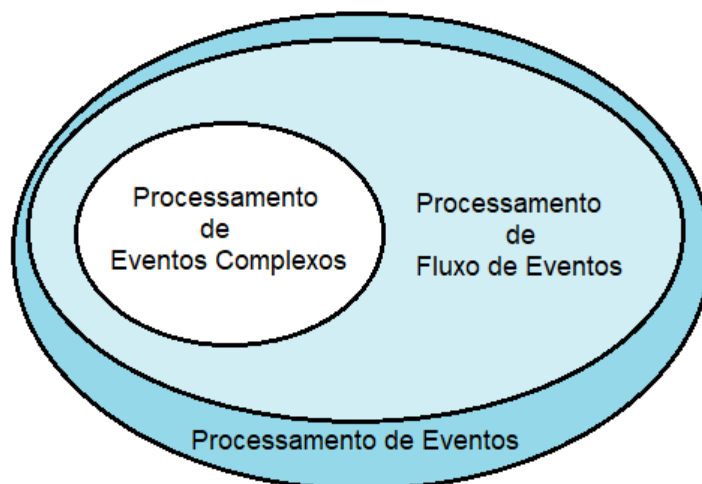 Processamento
de
Eventos Complexos
Processamento
de
Fluxo de Eventos
Processamento de Eventos